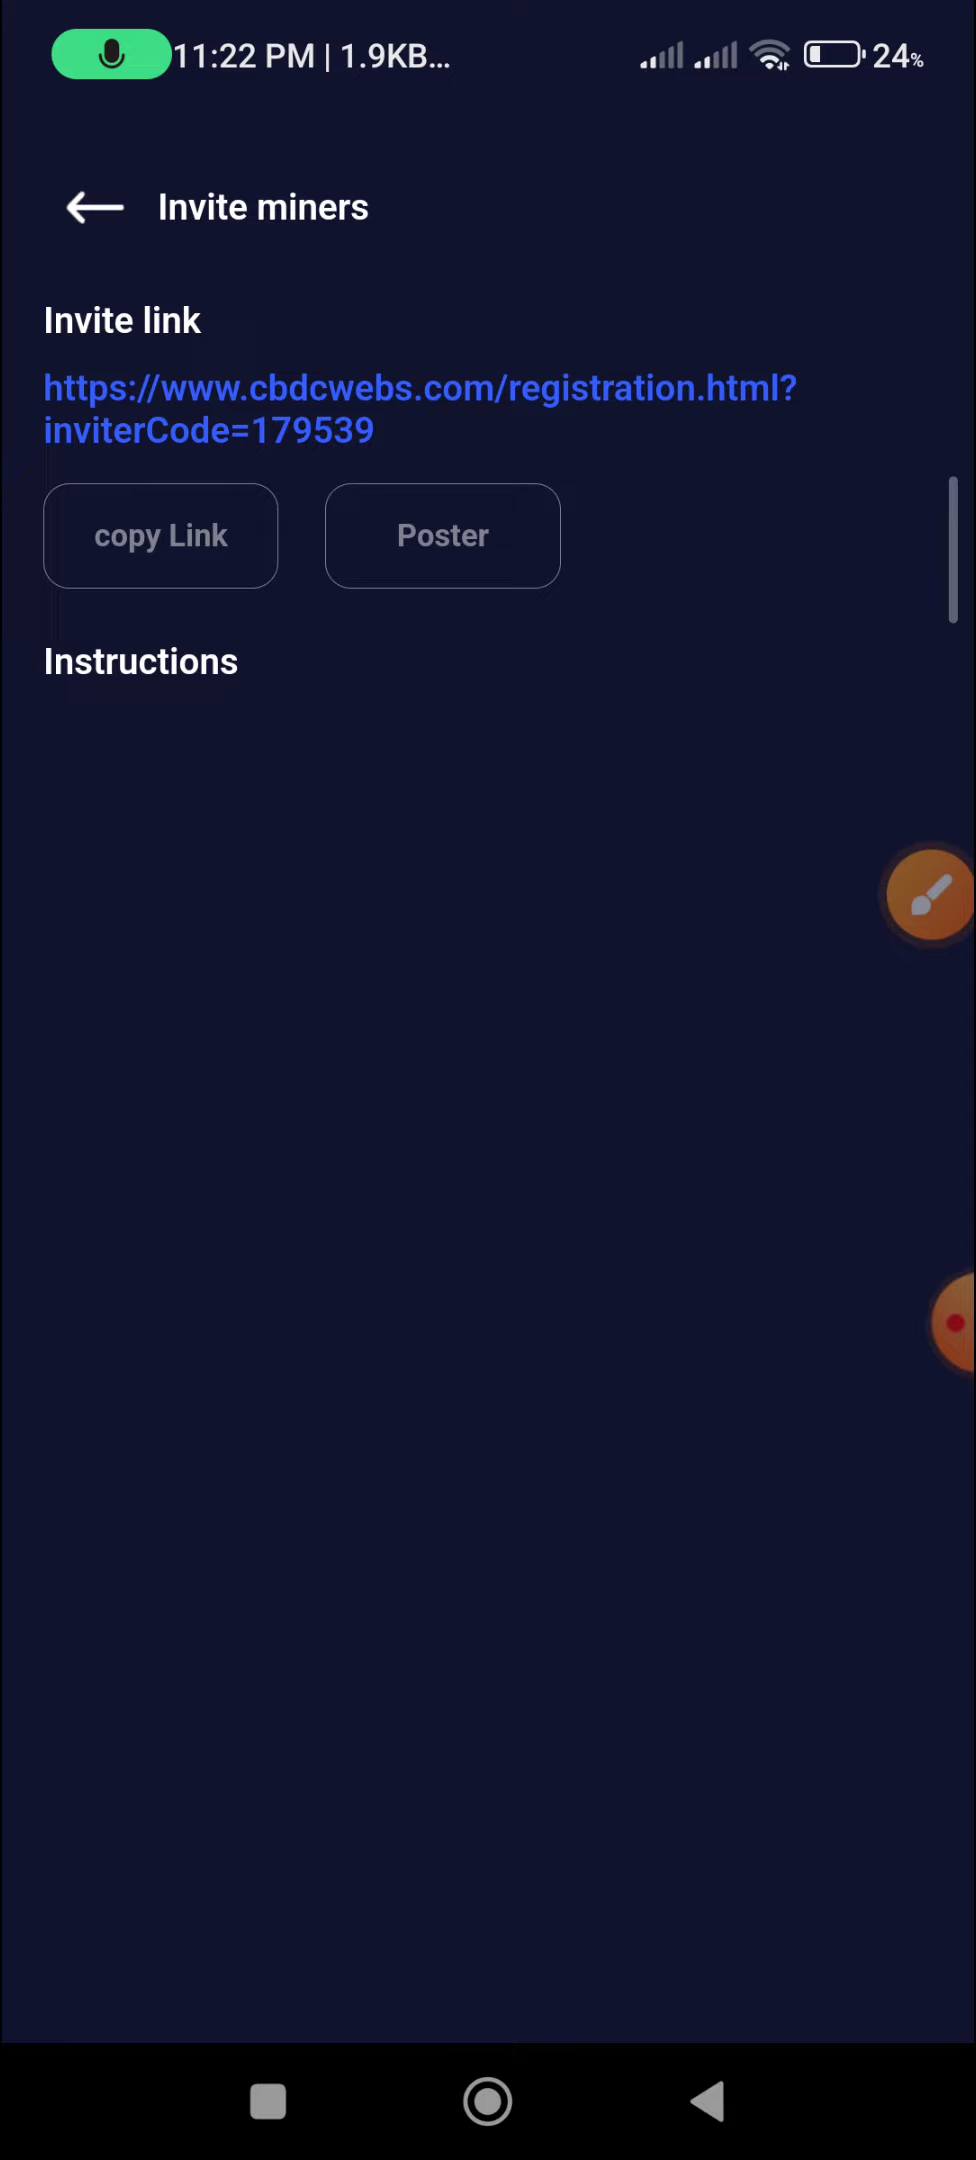 11:22 PM | 1.9KB...
24%
Invite miners
Invite link
https://www.cbdcwebs.com/registration.html?
inviterCode=179539
copy Link
Poster
Instructions